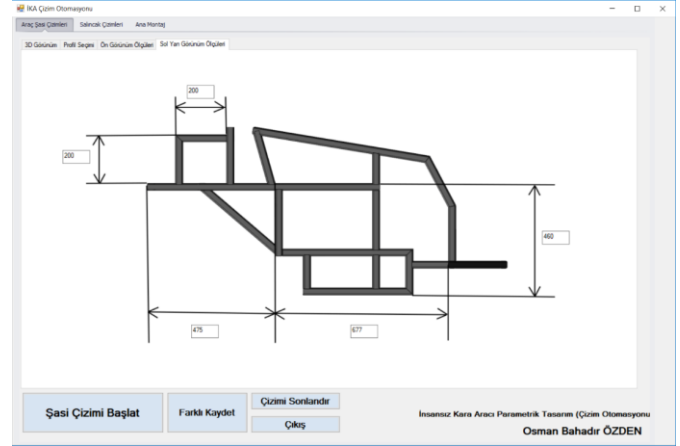 İKA Çizim Otomasyonu
Araç Şasi Çizimleri Salıncak Çizimleri Ana Montaj
3D Görünüm Profil Seçimi Ön Görünüm Ölçüleri Sol Yan Görünüm Ölçüleri
200
200
460
475 677
Şasi Çizimi Başlat Farklı Kaydet Çizimi Sonlandır
Çıkış
İnsansız Kara Aracı Parametrik Tasarım (Çizim Otomasyonu
Osman Bahadır ÖZDEN